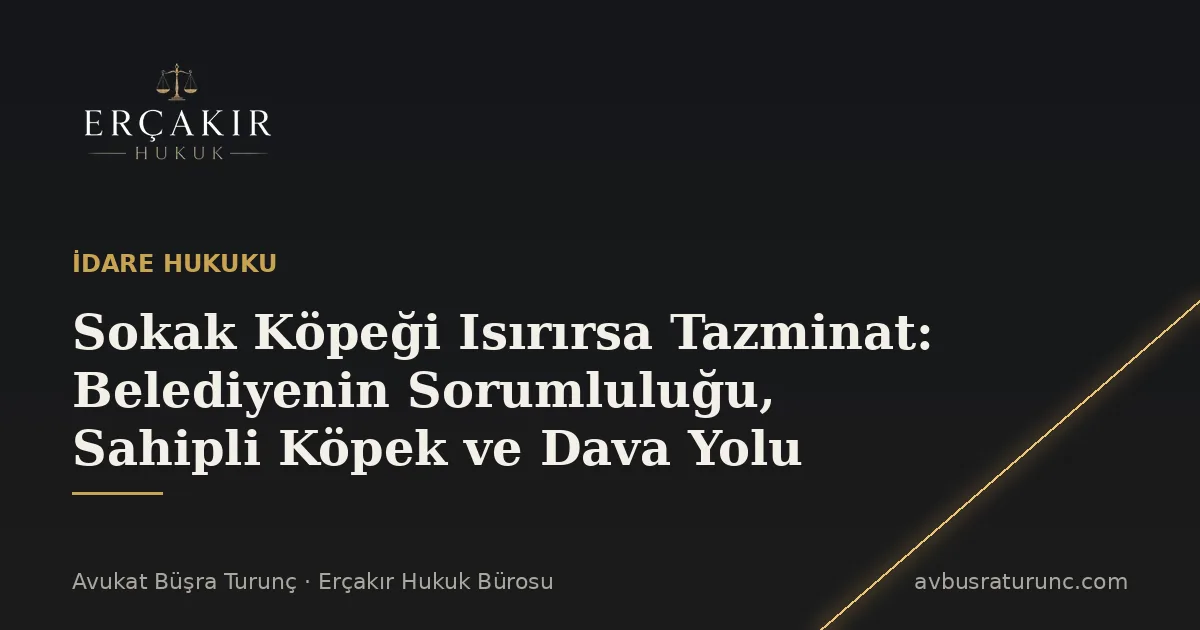 ERÇAKIR
HUKUK
İDARE HUKUKU
Sokak Köpeği Isırırsa Tazminat:
Belediyenin Sorumluluğu,
Sahipli Köpek ve Dava Yolu
Avukat Büşra Turunç · Erçakır Hukuk Bürosu
avbusraturunc.com